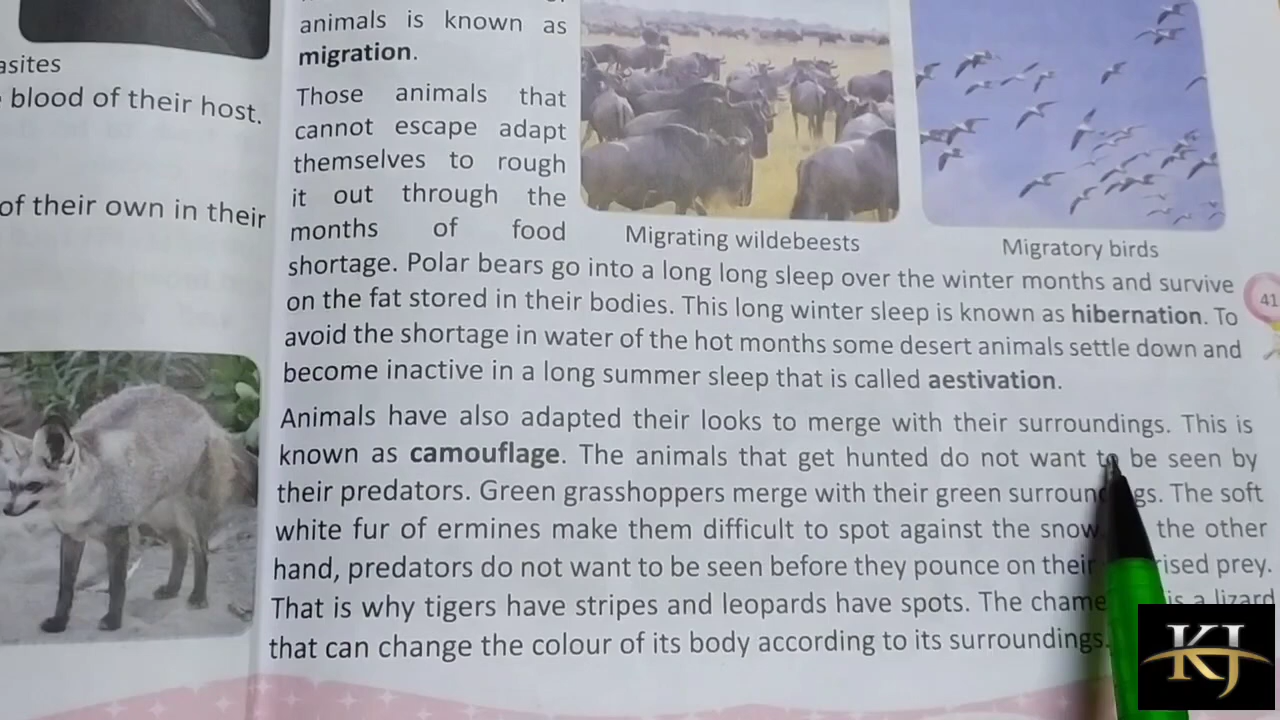 asites
blood of their host.
of their own in their
animals is known as
migration.
Those animals that
cannot escape adapt
themselves to rough
it out through the
months of food
Migrating wildebeests
Migratory birds
shortage. Polar bears go into a long long sleep over the winter months and survive
on the fat stored in their bodies. This long winter sleep is known as hibernation. To
avoid the shortage in water of the hot months some desert animals settle down and
become inactive in a long summer sleep that is called aestivation.
41
Animals have also adapted their looks to merge with their surroundings. This is
known as camouflage. The animals that get hunted do not want to be seen by
their predators. Green grasshoppers merge with their green surroundings. The soft
white fur of ermines make them difficult to spot against the snow the other
hand, predators do not want to be seen before they pounce on their rised prey.
That is why tigers have stripes and leopards have spots. The chame is a lizard
that can change the colour of its body according to its surroundings.
KJ